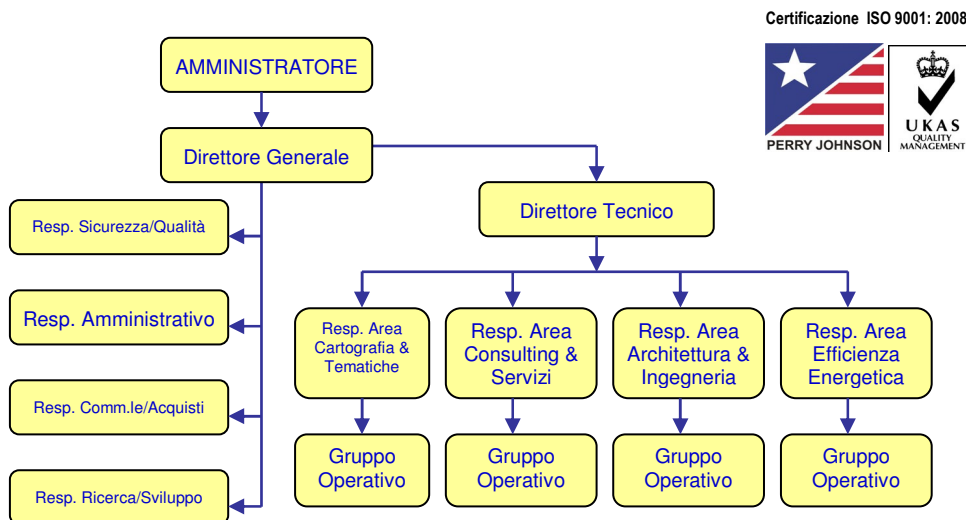 Certificazione ISO 9001: 2008
PERRY JOHNSON
UKAS
QUALITY
MANAGEMENT
AMMINISTRATORE
Direttore Generale
Direttore Tecnico
Resp. Sicurezza/Qualità
Resp. Amministrativo
Resp. Comm.le/Acquisti
Resp. Ricerca/Sviluppo
Resp. Area
Cartografia &
Tematiche
Resp. Area
Consulting &
Servizi
Resp. Area
Architettura &
Ingegneria
Resp. Area
Efficienza
Energetica
Gruppo
Operativo
Gruppo
Operativo
Gruppo
Operativo
Gruppo
Operativo